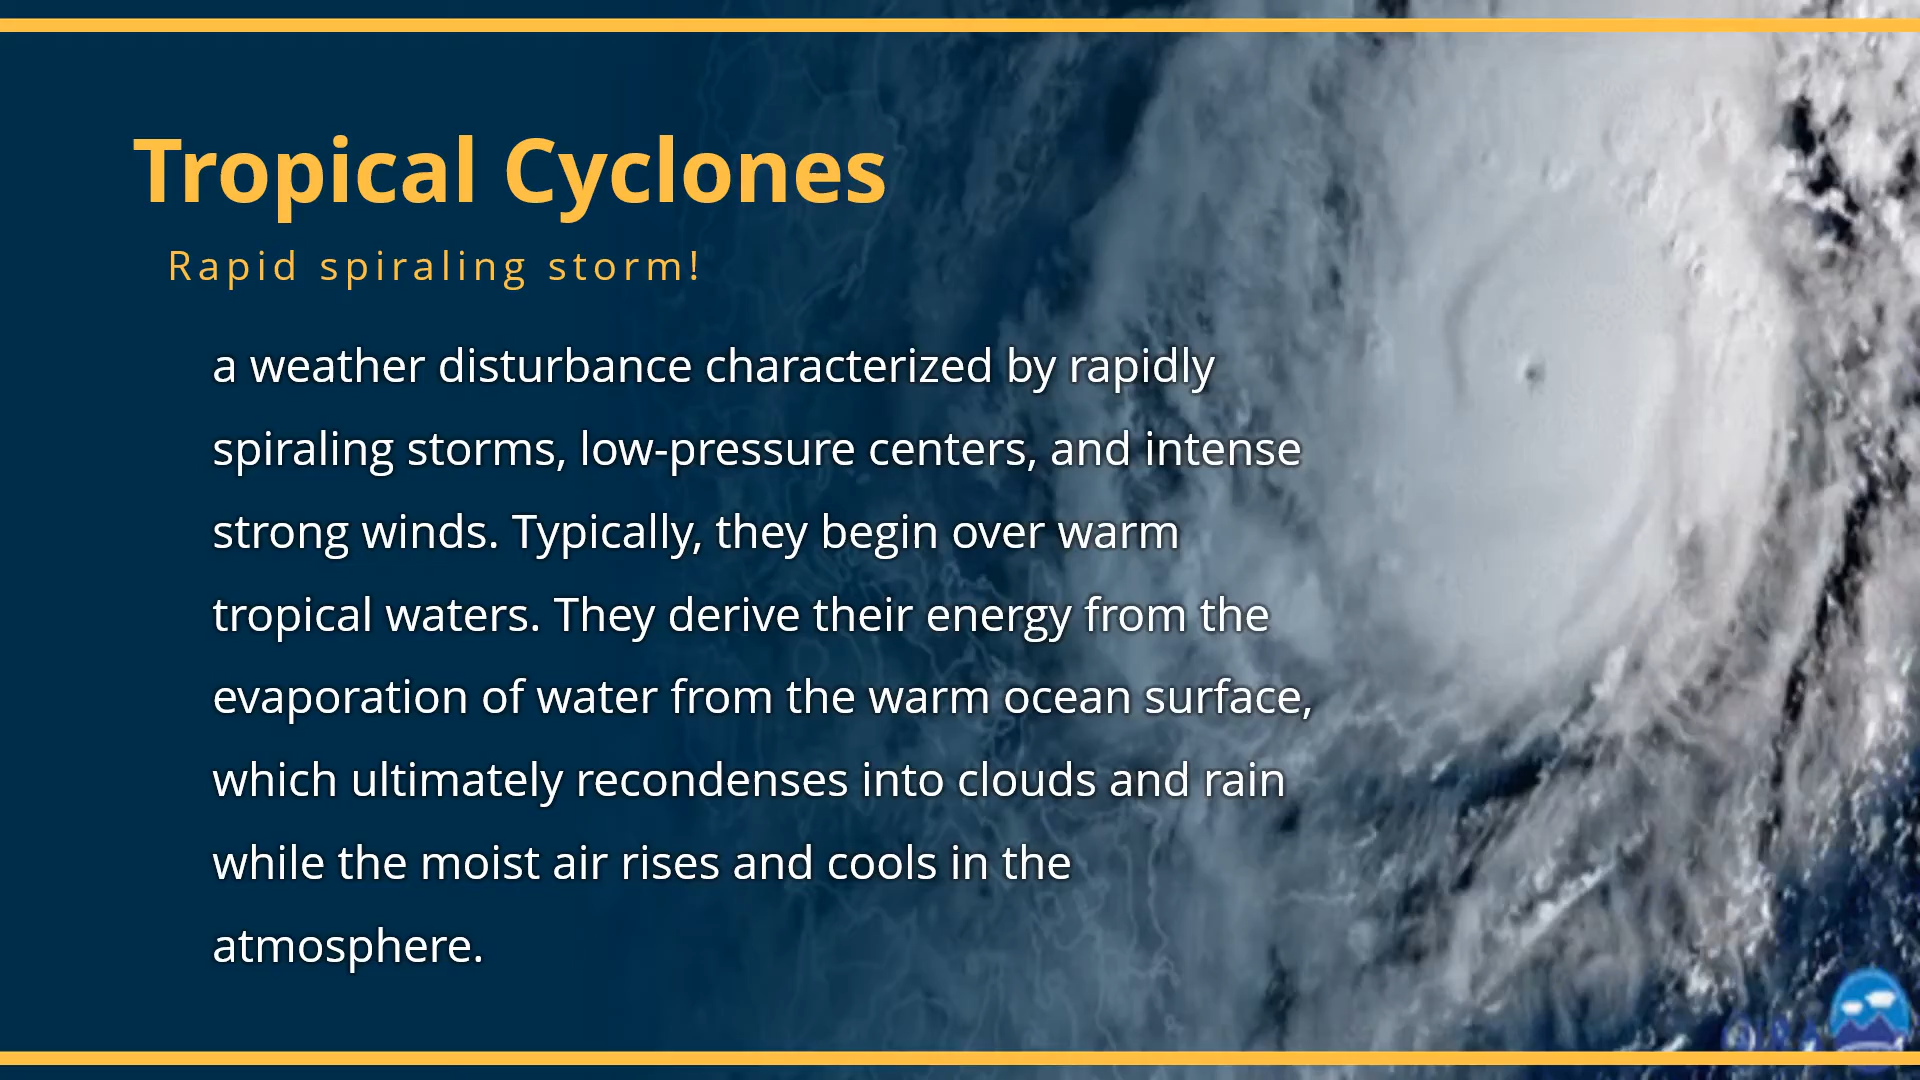 Tropical Cyclones
Rapid spiraling storm!
a weather disturbance characterized by rapidly
spiraling storms, low-pressure centers, and intense
strong winds. Typically, they begin over warm
tropical waters. They derive their energy from the
evaporation of water from the warm ocean surface,
which ultimately recondenses into clouds and rain
while the moist air rises and cools in the
atmosphere.